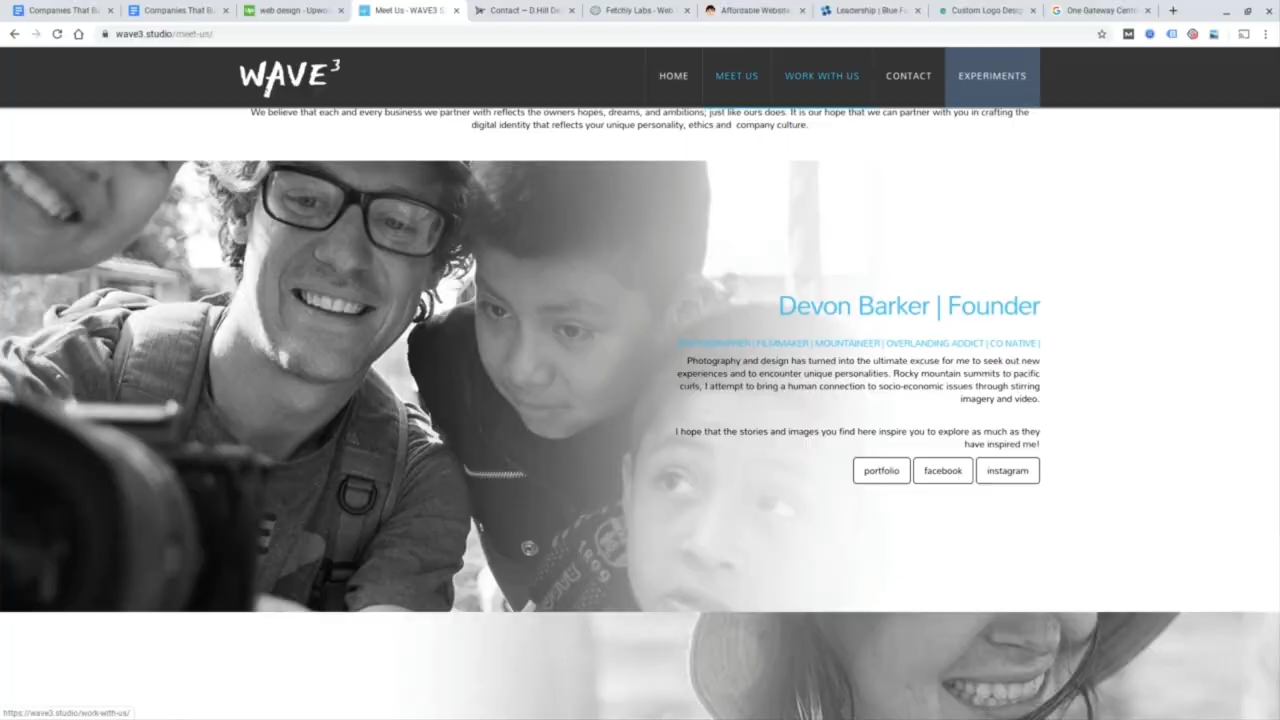 Companies That B
Companies That B
web design - Upwo
Meet Us - WAVE3 S
Contact — D.Hill De
Fetchly Labs - Web
Affordable Website
Leadership | Blue F
Custom Logo Desig
One Gateway Cent
wave3.studio/meet-us/
WAVE3
HOME
MEET US
WORK WITH US
CONTACT
EXPERIMENTS
We believe that each and every business we partner with reflects the owners hopes, dreams, and ambitions; just like ours does. It is our hope that we can partner with you in crafting the
digital identity that reflects your unique personality, ethics and company culture.
Devon Barker | Founder
PHOTOGRAPHER | FILMMAKER | MOUNTAINEER | OVERLANDING ADDICT | CO NATIVE |
Photography and design has turned into the ultimate excuse for me to seek out new
experiences and to encounter unique personalities. Rocky mountain summits to pacific
curls, I attempt to bring a human connection to socio-economic issues through stirring
imagery and video.
I hope that the stories and images you find here inspire you to explore as much as they
have inspired me!
portfolio
facebook
instagram
https://wave3.studio/work-with-us/